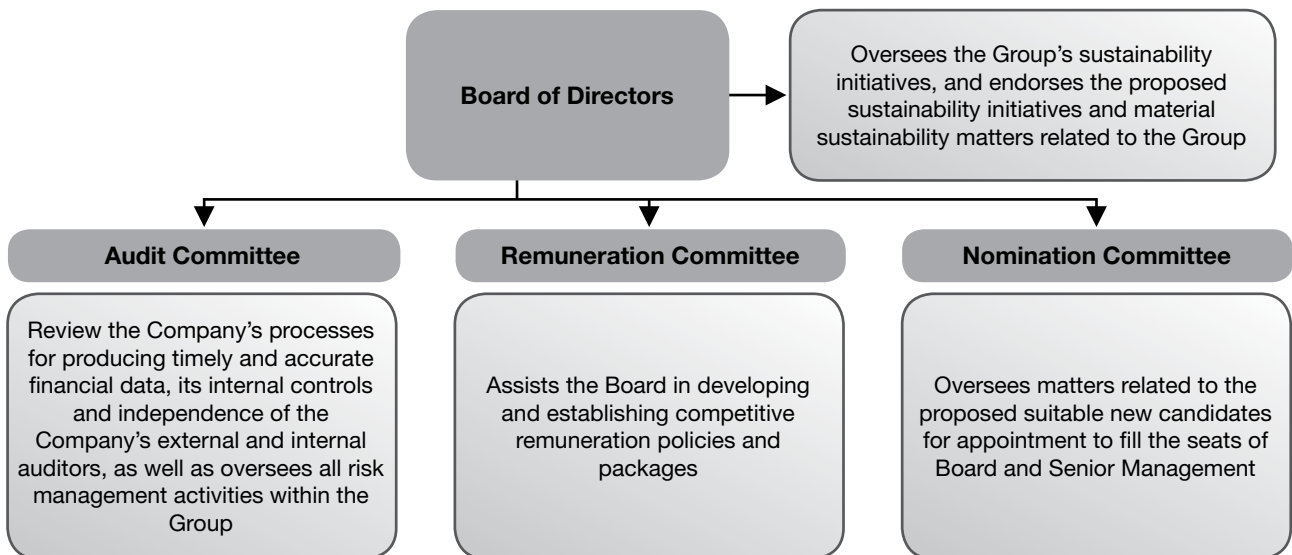 Board of Directors
Oversees the Group’s sustainability
initiatives, and endorses the proposed
sustainability initiatives and material
sustainability matters related to the Group
Audit Committee
Review the Company’s processes
for producing timely and accurate
financial data, its internal controls
and independence of the
Company’s external and internal
auditors, as well as oversees all risk
management activities within the
Group
Remuneration Committee
Assists the Board in developing
and establishing competitive
remuneration policies and
packages
Nomination Committee
Oversees matters related to the
proposed suitable new candidates
for appointment to fill the seats of
Board and Senior Management